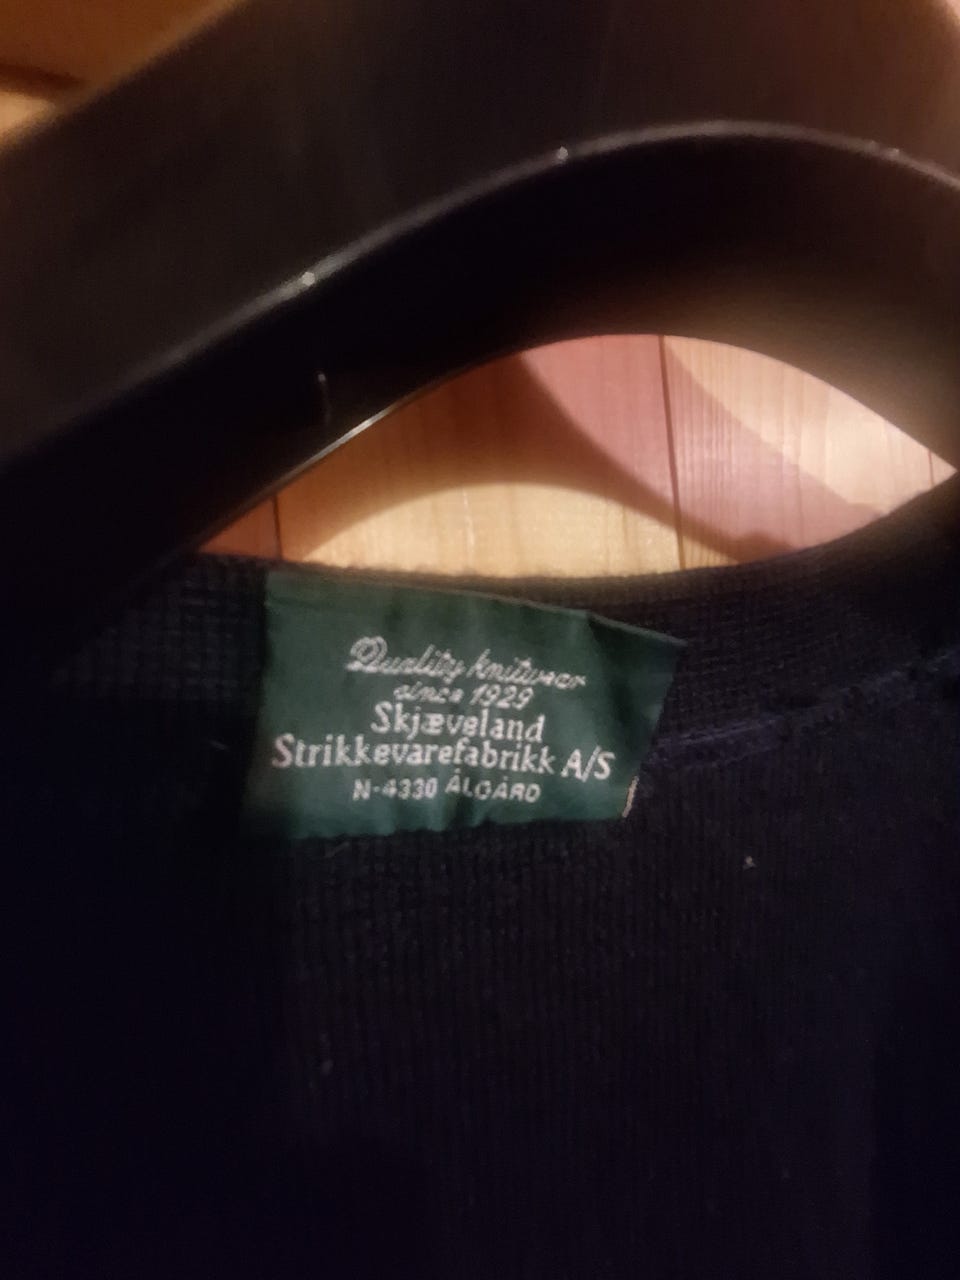 Quality knitwear
since 1929
Skjæveland
Strikkevarefabrikk A/S
N-4330 ÅLGÅRD